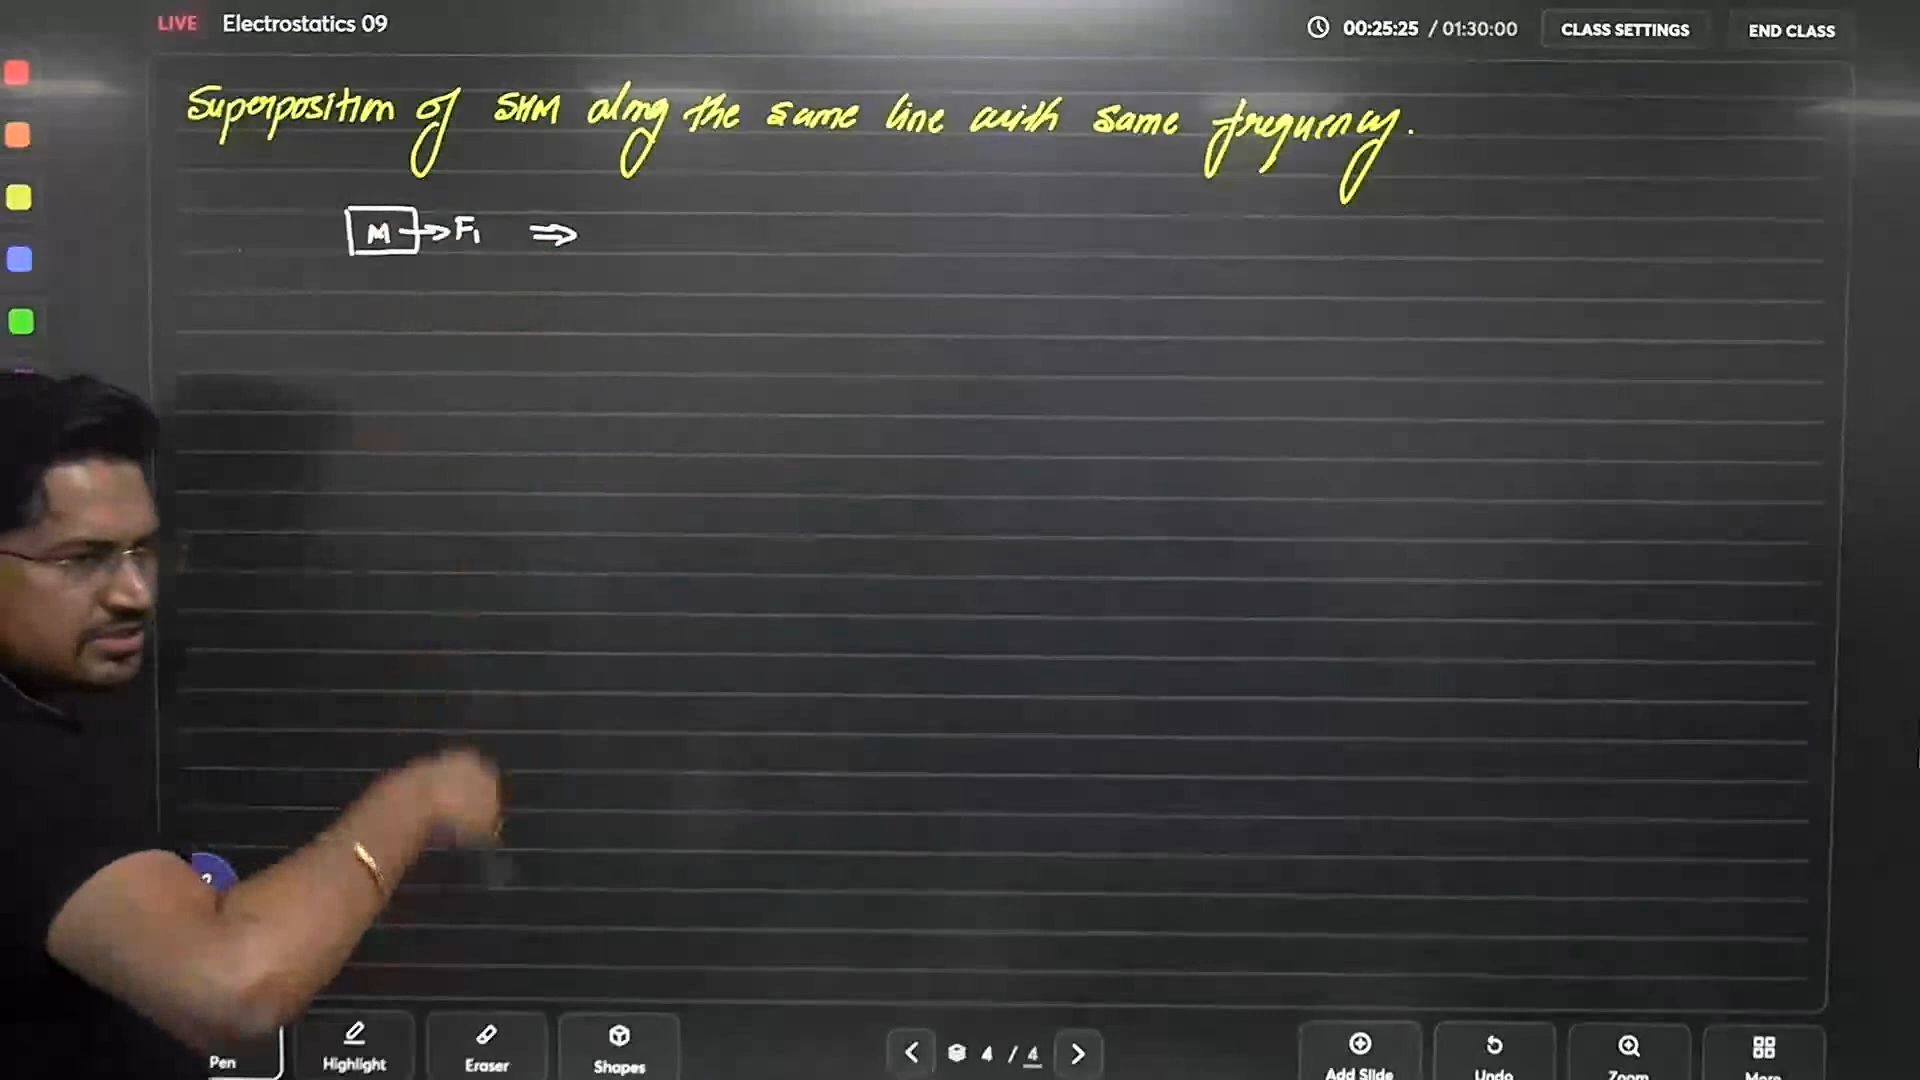 LIVE Electrostatics 09 00:25:25 / 01:30:00 CLASS SETTINGS END CLASS
Superposition of SHM along the same line with same frequency.
M → F₁ ⇒
Pen Highlight Eraser Shapes 4 / 4 Add Slide Undo Zoom More